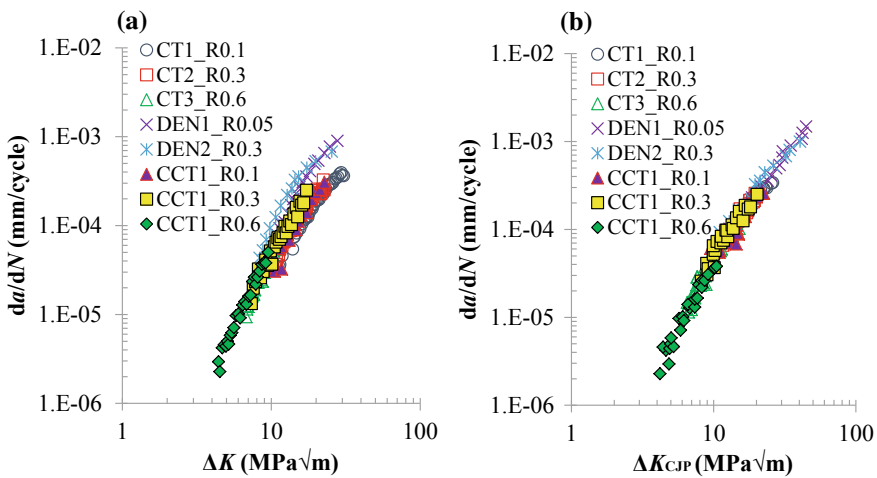 (a)
1.E-02
1.E-03
1.E-04
1.E-05
1.E-06
da/dN (mm/cycle)
CT1_R0.1
CT2_R0.3
CT3_R0.6
DEN1_R0.05
DEN2_R0.3
CCT1_R0.1
CCT1_R0.3
CCT1_R0.6
1 10 100
ΔK (MPa√m)
(b)
1.E-02
1.E-03
1.E-04
1.E-05
1.E-06
da/dN (mm/cycle)
CT1_R0.1
CT2_R0.3
CT3_R0.6
DEN1_R0.05
DEN2_R0.3
CCT1_R0.1
CCT1_R0.3
CCT1_R0.6
1 10 100
ΔKCJP (MPa√m)